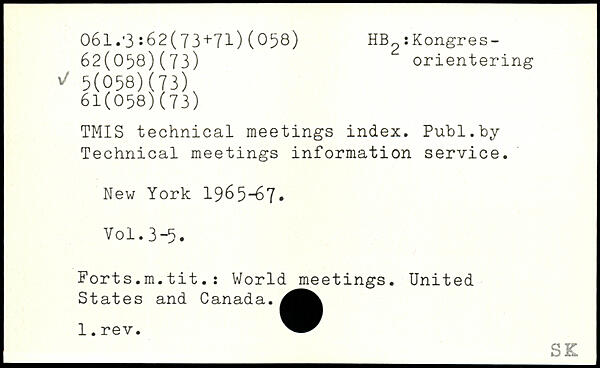 061.3:62(73+71)(058) HB2:Kongres-
62(058)(73) orientering
✓ 5(058)(73)
61(058)(73)
TMIS technical meetings index. Publ.by
Technical meetings information service.
New York 1965-67.
Vol.3-5.
Forts.m.tit.: World meetings. United
States and Canada.
1.rev.
SK